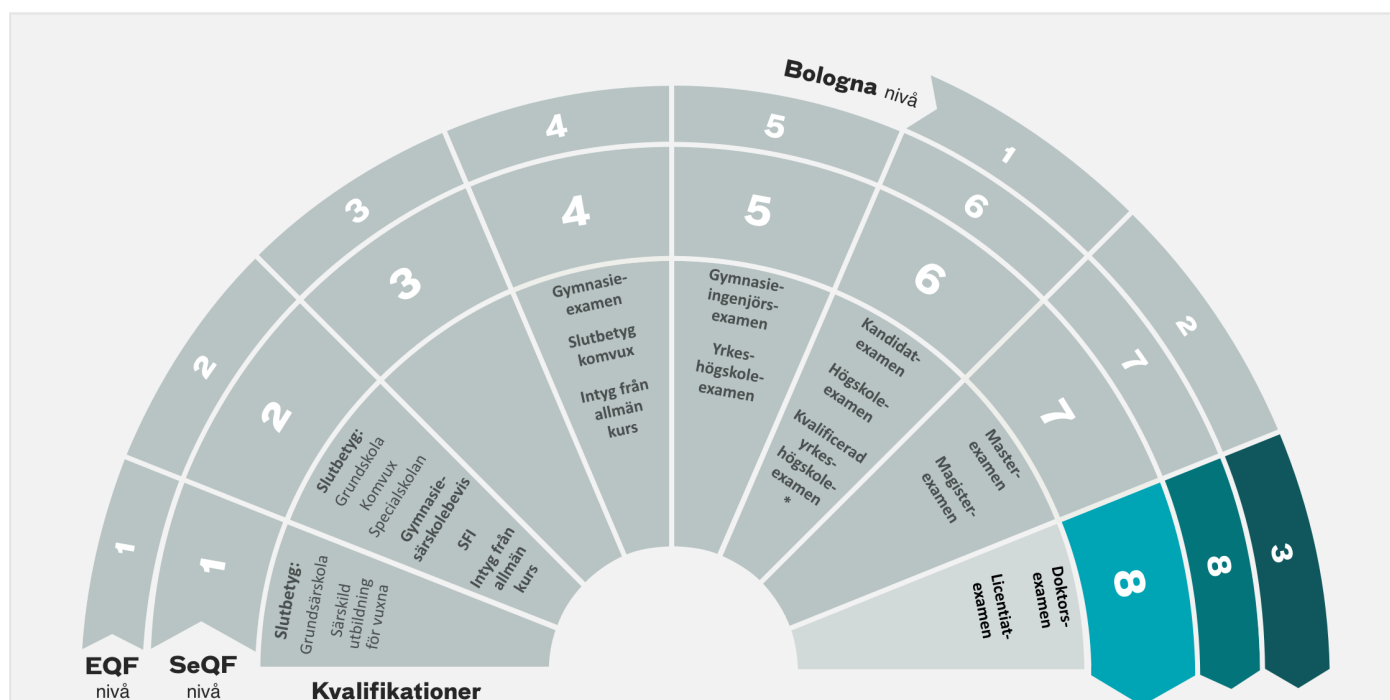 Bologna nivå
1
2
3
1
2
3
4
5
6
7
8
1
2
3
4
5
6
7
8
Slutbetyg:
Grundsärskola
Särskild
utbildning
för vuxna
Slutbetyg:
Grundskola
Komvux
Specialskolan
Gymnasie-
särskolebevis
SFI
Intyg från
allmän
kurs
Gymnasie-
examen
Slutbetyg
komvux
Intyg från
allmän
kurs
Gymnasie-
ingenjörs-
examen
Yrkes-
högskole-
examen
Kandidat-
examen
Högskole-
examen
Kvalificerad
yrkes-
högskole-
examen
*
Master-
examen
Magister-
examen
Doktors-
examen
Licentiat-
examen
EQF
nivå
SeQF
nivå
Kvalifikationer